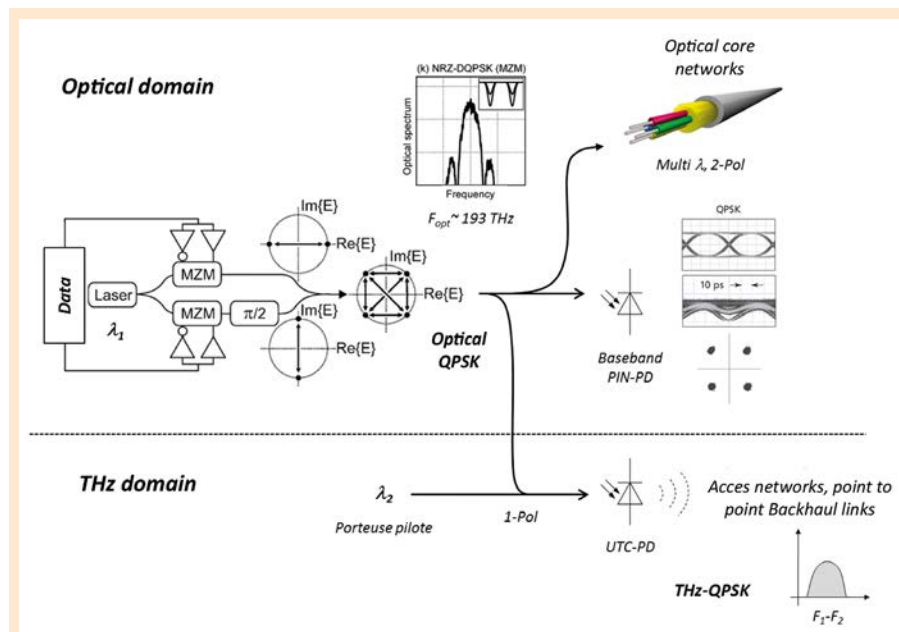 Optical domain
(k) NRZ-DQPSK (MZM)
Optical spectrum
Frequency
F_opt~ 193 THz
Optical core
networks
Multi λ, 2-Pol
QPSK
10 ps
Data
Laser
λ₁
MZM
MZM
π/2
Im{E}
Re{E}
Im{E}
Re{E}
Im{E}
Re{E}
Optical
QPSK
Baseband
PIN-PD
THz domain
λ₂
Porteuse pilote
1-Pol
UTC-PD
Acces networks, point to
point Backhaul links
THz-QPSK
F₁-F₂